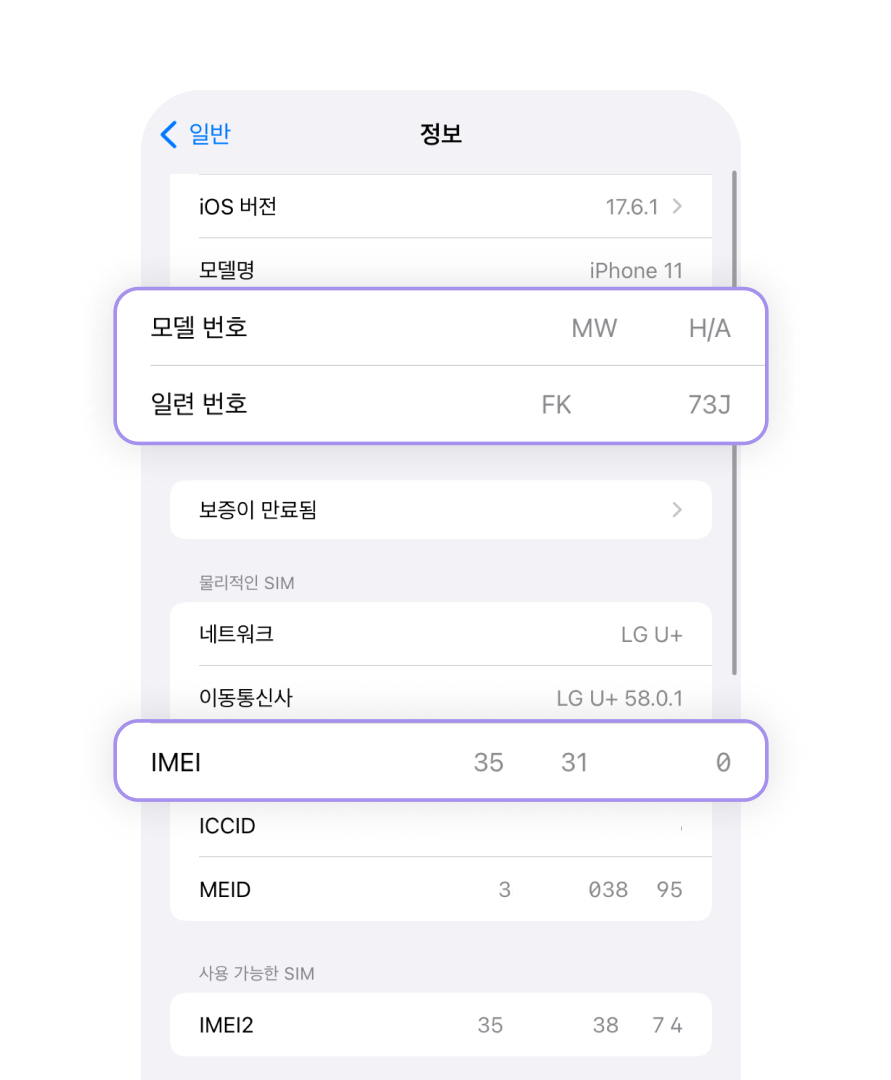 일반 정보
iOS 버전 17.6.1
모델명 iPhone 11
모델 번호 MW H/A
일련 번호 FK 73J
보증이 만료됨
물리적인 SIM
네트워크 LG U+
이동통신사 LG U+ 58.0.1
IMEI 35 31 0
ICCID
MEID 3 038 95
사용 가능한 SIM
IMEI2 35 38 7 4